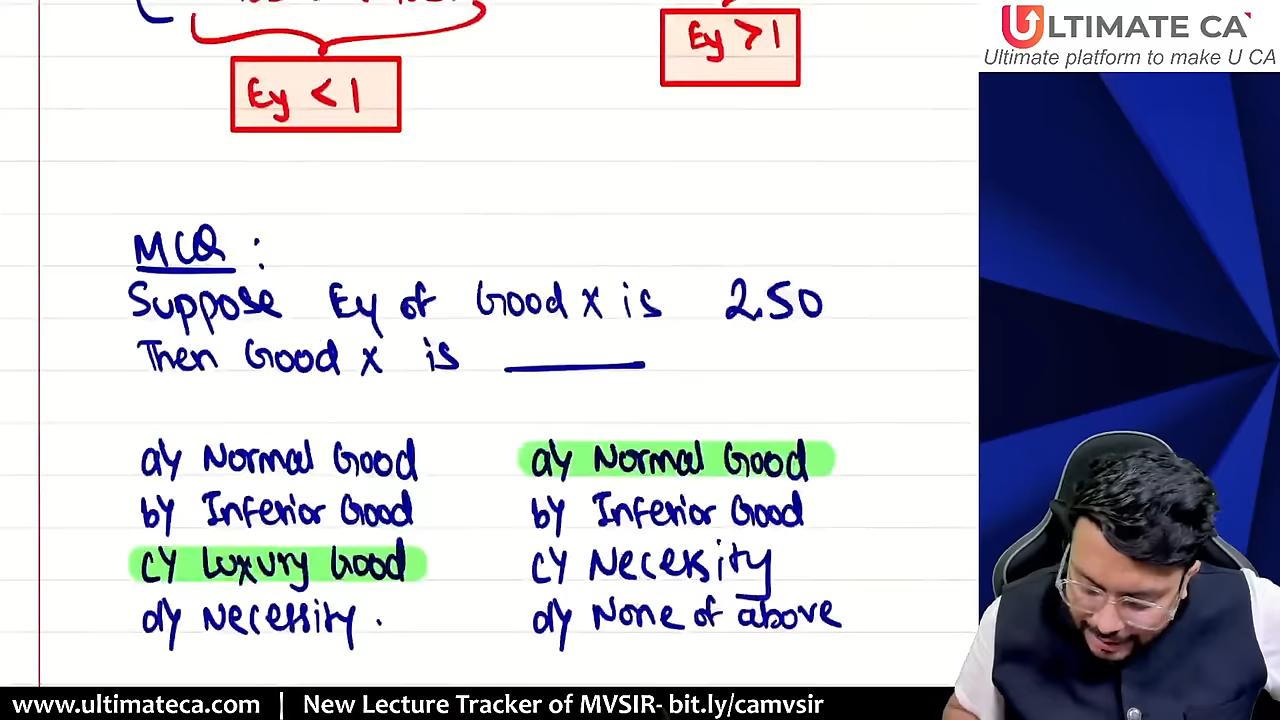 Ey < 1
Ey > 1
ULTIMATE CA
Ultimate platform to make U CA
MCQ :
Suppose Ey of Good X is 2.50
Then Good X is ______
a) Normal Good
b) Inferior Good
c) Luxury Good
d) Necessity.
a) Normal Good
b) Inferior Good
c) Necessity
d) None of above
www.ultimateca.com | New Lecture Tracker of MVSIR- bit.ly/camvsir